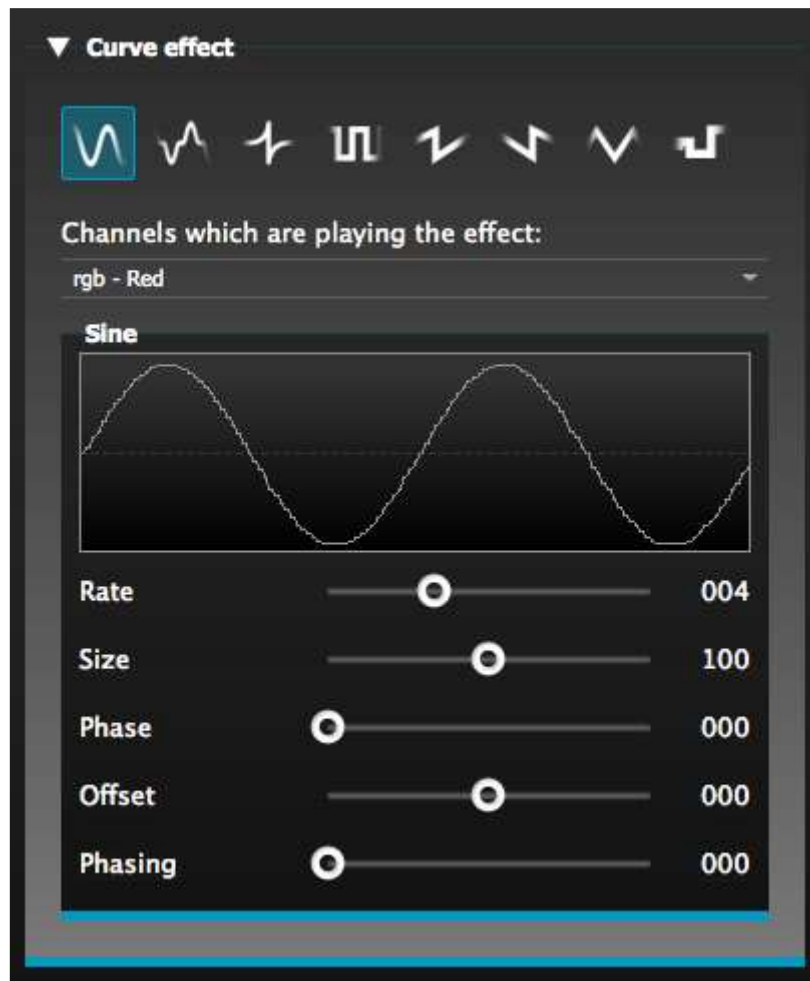 Curve effect
Channels which are playing the effect:
rgb - Red
Sine
Rate 004
Size 100
Phase 000
Offset 000
Phasing 000